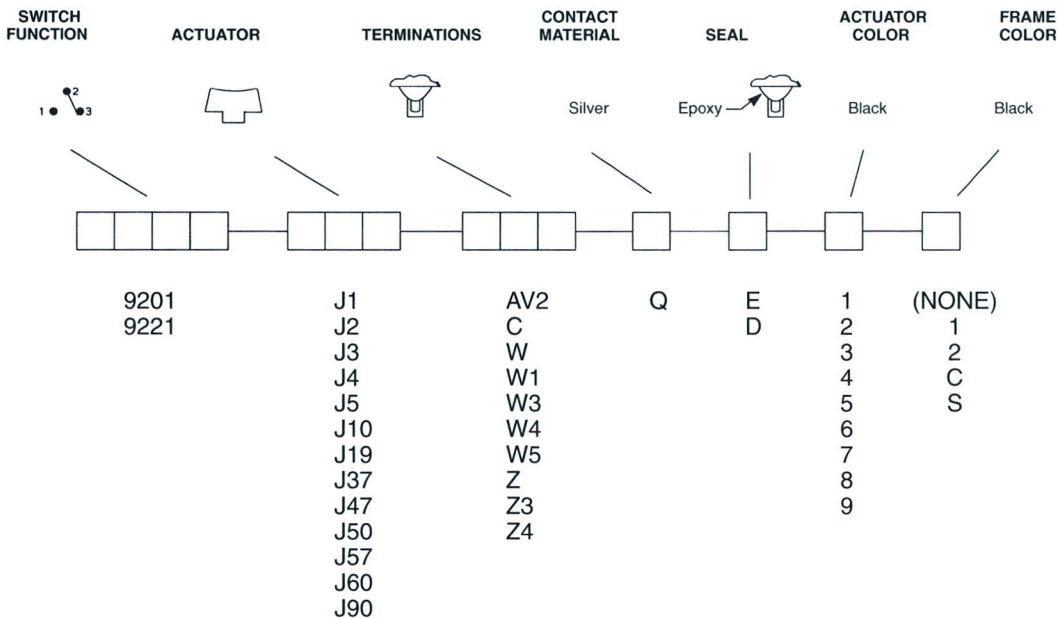 SWITCH FUNCTION
ACTUATOR
TERMINATIONS
CONTACT MATERIAL
SEAL
ACTUATOR COLOR
FRAME COLOR
1 2 3
Silver
Epoxy
Black
Black
9201
9221
J1
J2
J3
J4
J5
J10
J19
J37
J47
J50
J57
J60
J90
AV2
C
W
W1
W3
W4
W5
Z
Z3
Z4
Q
E
D
1
2
3
4
5
6
7
8
9
(NONE)
1
2
C
S